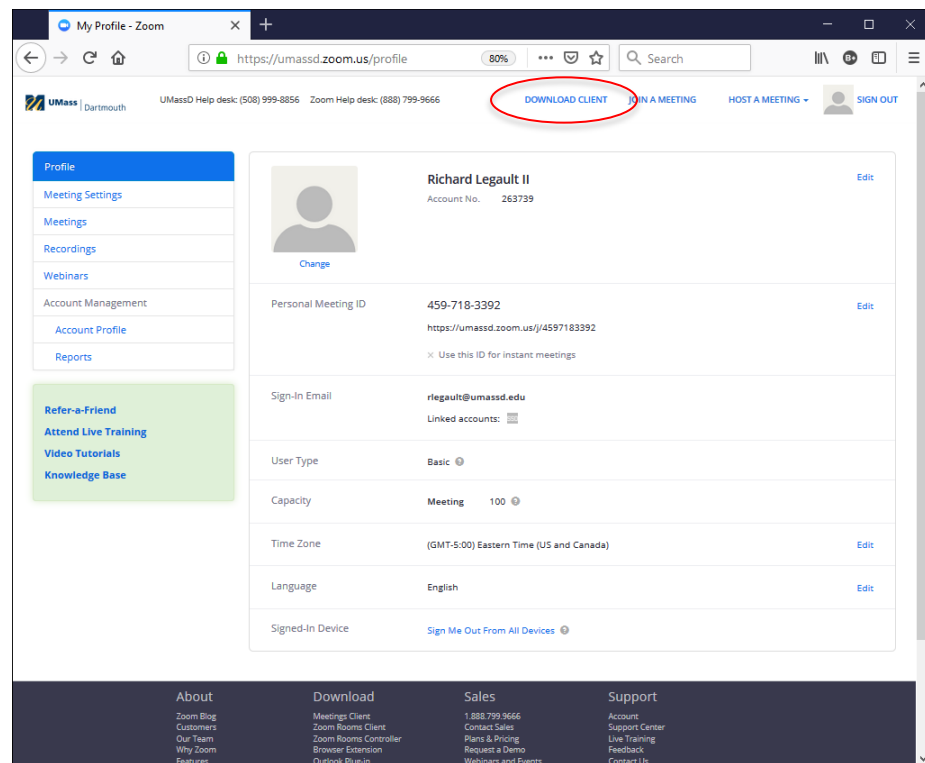 My Profile - Zoom
https://umassd.zoom.us/profile 80% Search
UMass | Dartmouth UMassD Help desk: (508) 999-8856 Zoom Help desk: (888) 799-9666 DOWNLOAD CLIENT JOIN A MEETING HOST A MEETING SIGN OUT
Profile
Meeting Settings
Meetings
Recordings
Webinars
Account Management
Account Profile
Reports
Refer-a-Friend
Attend Live Training
Video Tutorials
Knowledge Base
Change
Richard Legault II Edit
Account No. 263739
Personal Meeting ID 459-718-3392 Edit
https://umassd.zoom.us/j/4597183392
× Use this ID for instant meetings
Sign-In Email rlegault@umassd.edu
Linked accounts:
User Type Basic
Capacity Meeting 100
Time Zone (GMT-5:00) Eastern Time (US and Canada) Edit
Language English Edit
Signed-In Device Sign Me Out From All Devices
About
Zoom Blog
Customers
Our Team
Why Zoom
Features
Download
Meetings Client
Zoom Rooms Client
Zoom Rooms Controller
Browser Extension
Outlook Plug-in
Sales
1.888.799.9666
Contact Sales
Plans & Pricing
Request a Demo
Webinars and Events
Support
Account
Support Center
Live Training
Feedback
Contact Us